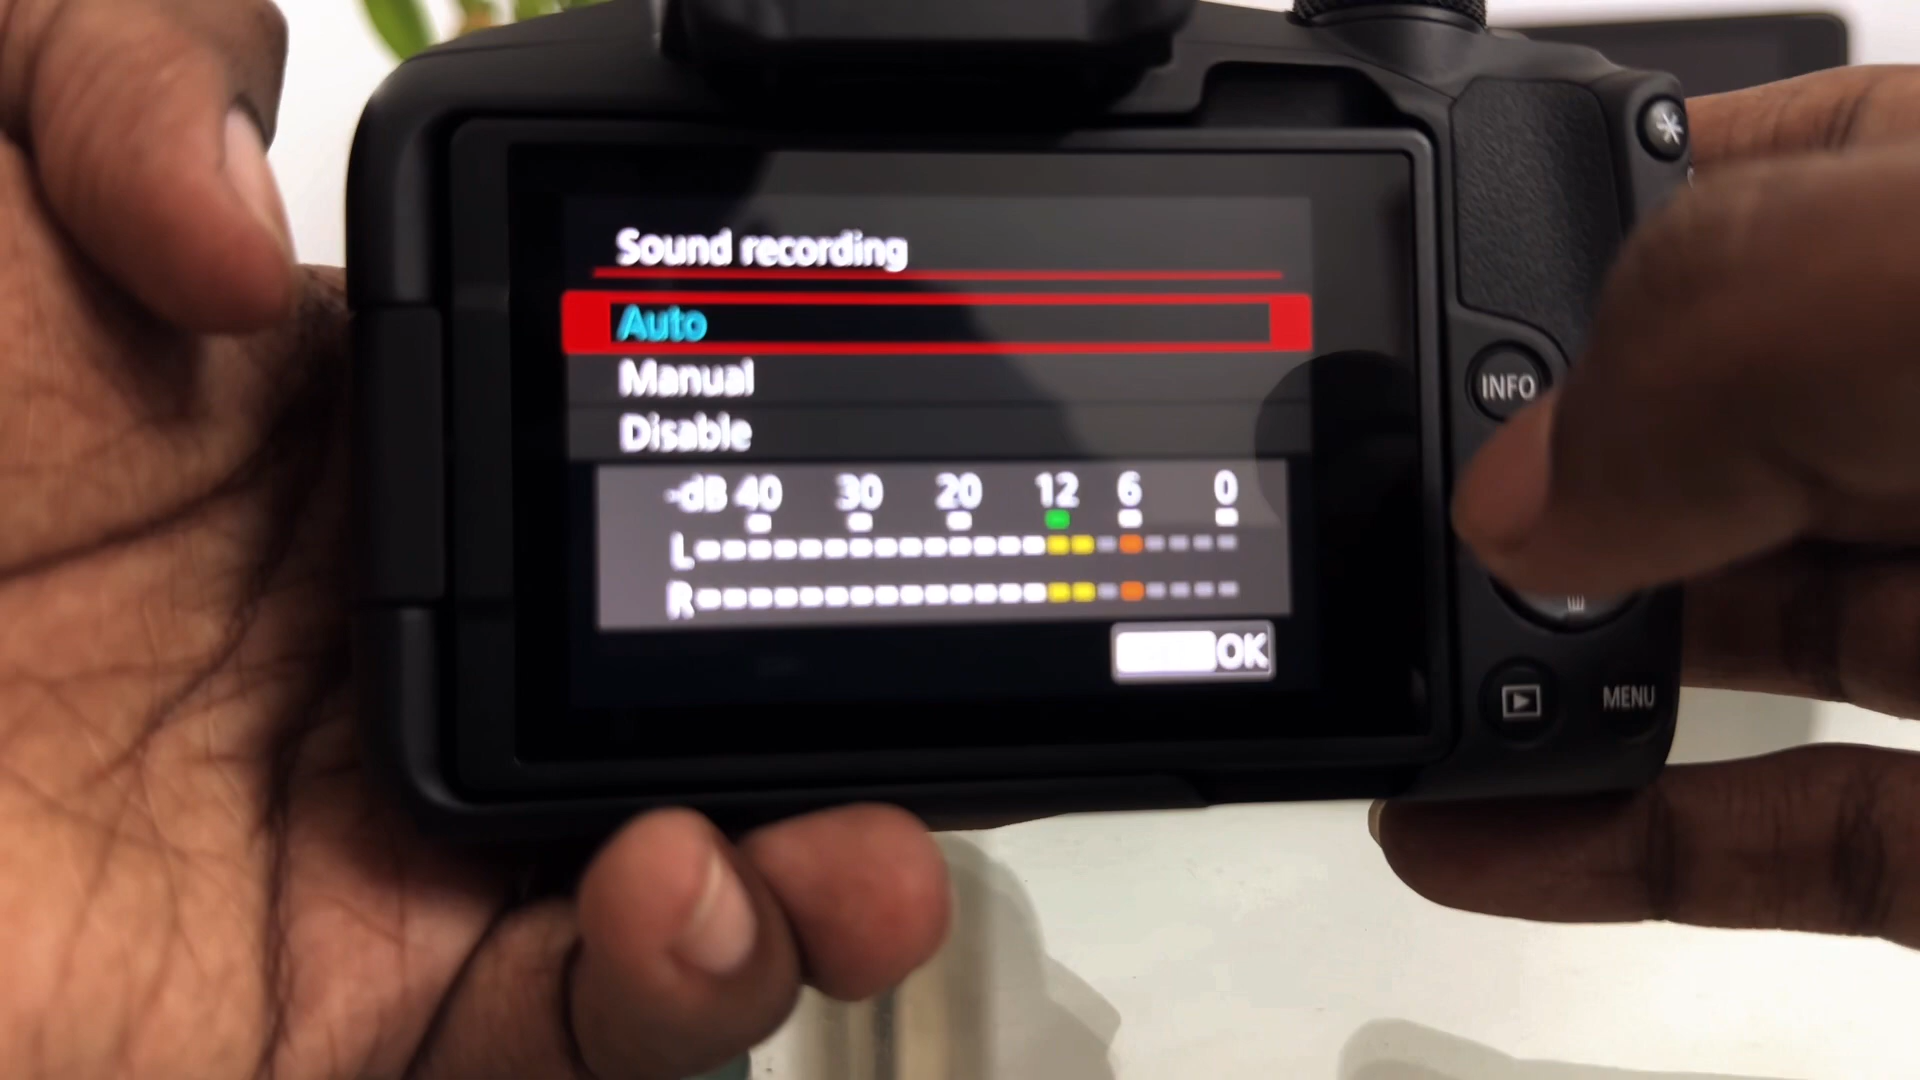 Sound recording
Auto
Manual
Disable
-dB 40 30 20 12 6 0
L
R
OK
INFO
MENU